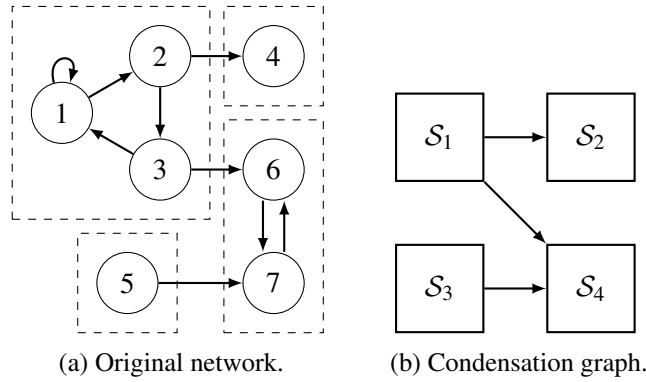 2
4
1
3
6
5
7
(a) Original network.
𝒮1
𝒮2
𝒮3
𝒮4
(b) Condensation graph.